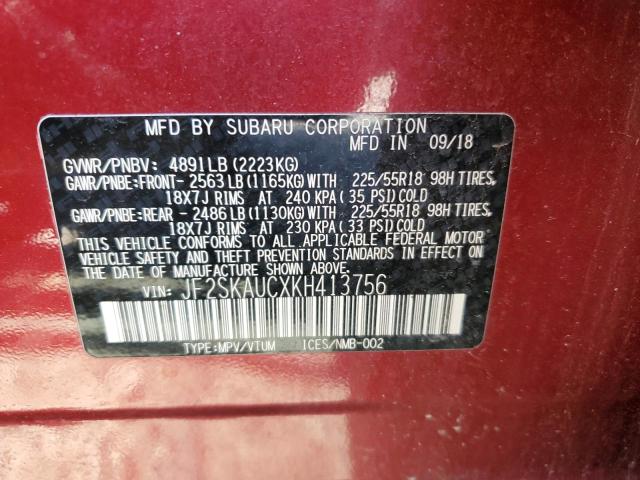 MFD BY SUBARU CORPORATION
MFD IN 09/18
GVWR/PNBV: 4891LB (2223KG)
GAWR/PNBE:FRONT- 2563LB (1165KG) WITH 225/55R18 98H TIRES,
18X7J RIMS AT 240 KPA( 35 PSI) COLD
GAWR/PNBE:REAR - 2486LB (1130KG) WITH 225/55R18 98H TIRES,
18X7J RIMS AT 230 KPA( 33 PSI) COLD
THIS VEHICLE CONFORMS TO ALL APPLICABLE FEDERAL MOTOR
VEHICLE SAFETY AND THEFT PREVENTION STANDARDS IN EFFECT ON
THE DATE OF MANUFACTURE SHOWN ABOVE.
VIN: JF2SKAUCXKH413756
TYPE:MPV/VTUM ICES/NMB-002